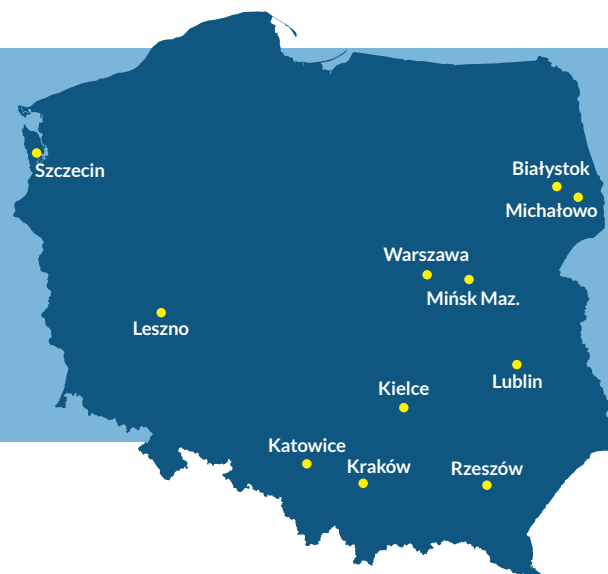 Szczecin
Białystok
Michałowo
Warszawa
Mińsk Maz.
Leszno
Lublin
Kielce
Katowice
Kraków
Rzeszów